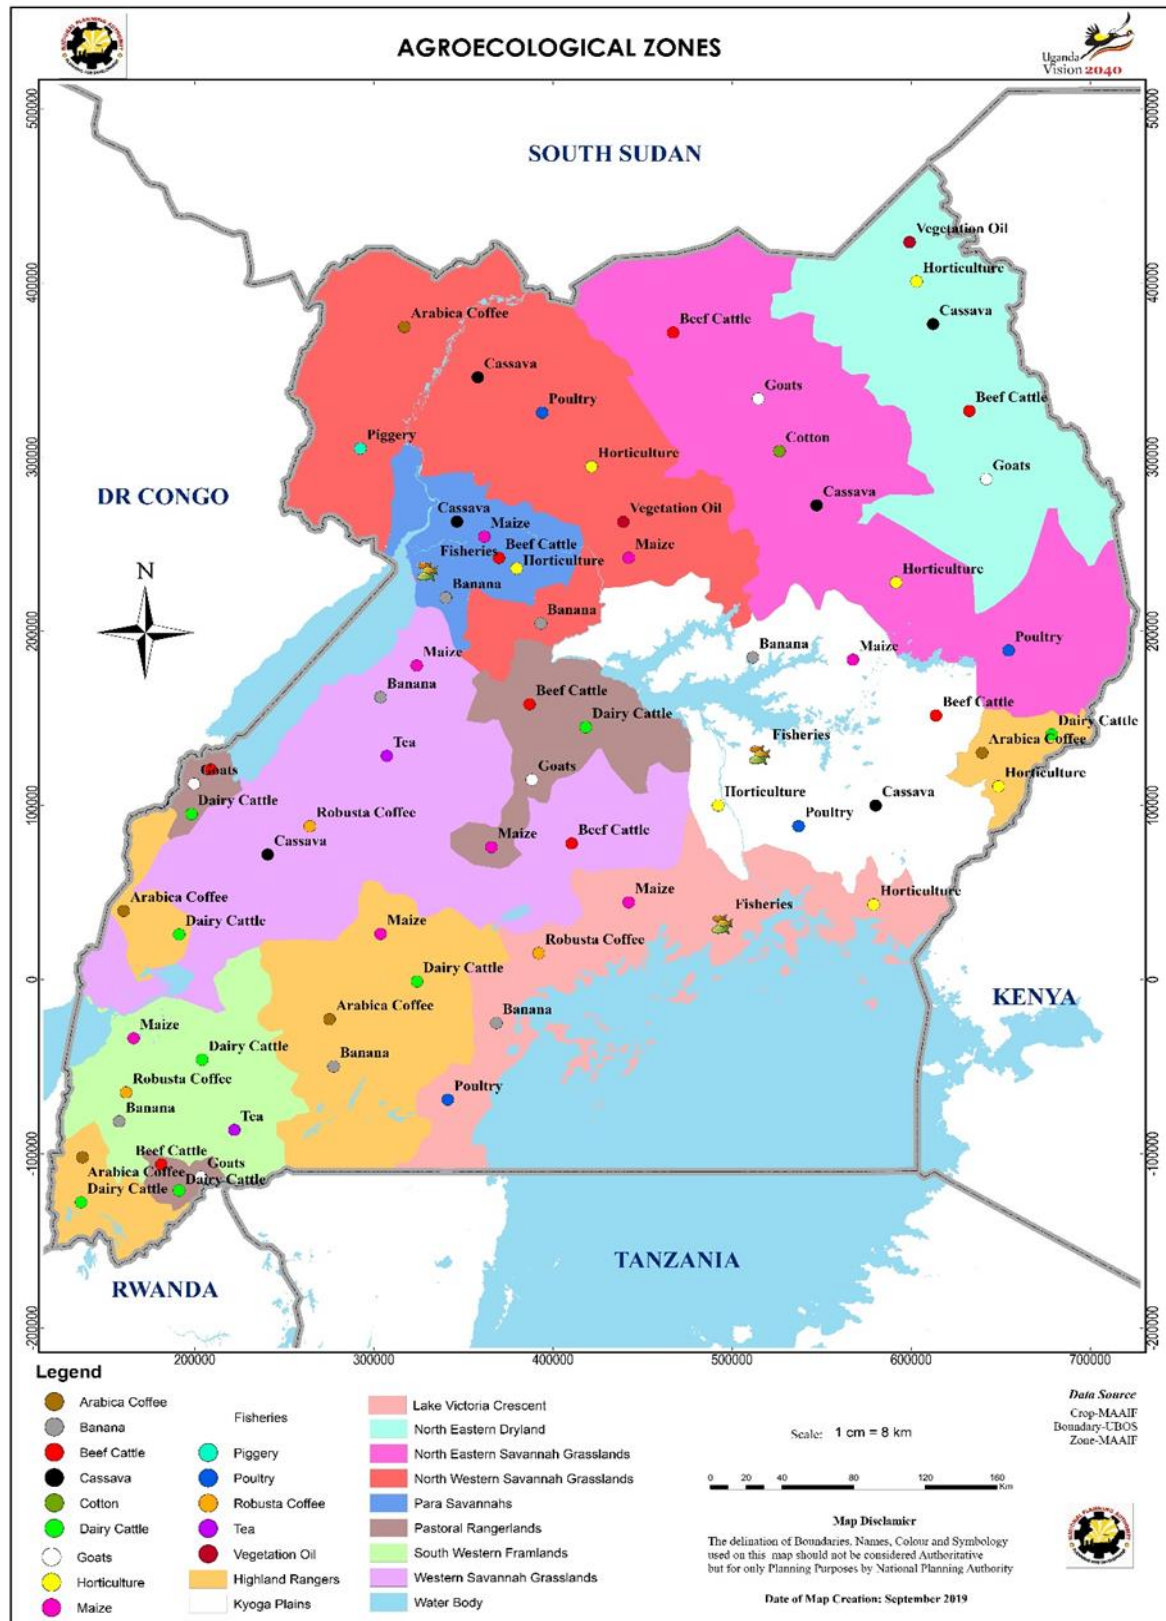 AGROECOLOGICAL ZONES
Uganda
Vision 2040
500000
400000
300000
200000
100000
0
-100000
-200000
500000
400000
300000
200000
100000
0
-100000
-200000
SOUTH SUDAN
Vegetation Oil
Horticulture
Cassava
Arabica Coffee
Beef Cattle
Cassava
Goats
Poultry
Beef Cattle
Piggery
Cotton
Horticulture
Goats
DR CONGO
Cassava
Cassava
Vegetation Oil
Maize
Fisheries
Beef Cattle
Maize
Horticulture
Horticulture
N
Banana
Banana
Poultry
Maize
Banana
Maize
Banana
Beef Cattle
Beef Cattle
Dairy Cattle
Dairy Cattle
Tea
Fisheries
Arabica Coffee
Goats
Goats
Horticulture
Dairy Cattle
Horticulture
Cassava
Robusta Coffee
Poultry
Cassava
Maize
Beef Cattle
Arabica Coffee
Maize
Horticulture
Dairy Cattle
Maize
Fisheries
Robusta Coffee
Dairy Cattle
KENYA
Arabica Coffee
Banana
Maize
Dairy Cattle
Banana
Robusta Coffee
Poultry
Banana
Tea
Beef Cattle
Goats
Arabica Coffee
Dairy Cattle
Dairy Cattle
TANZANIA
RWANDA
200000
300000
400000
500000
600000
700000
Legend
Arabica Coffee
Banana
Beef Cattle
Cassava
Cotton
Dairy Cattle
Goats
Horticulture
Maize
Fisheries
Piggery
Poultry
Robusta Coffee
Tea
Vegetation Oil
Highland Rangers
Kyoga Plains
Lake Victoria Crescent
North Eastern Dryland
North Eastern Savannah Grasslands
North Western Savannah Grasslands
Para Savannahs
Pastoral Rangerlands
South Western Framlands
Western Savannah Grasslands
Water Body
Scale: 1 cm = 8 km
0 20 40 80 120 160
Km
Data Source
Crop-MAAIF
Boundary-UBOS
Zone-MAAIF
Map Disclamier
The delination of Boundaries, Names, Colour and Symbology
used on this map should not be considered Authoritative
but for only Planning Purposes by National Planning Authority
Date of Map Creation: September 2019